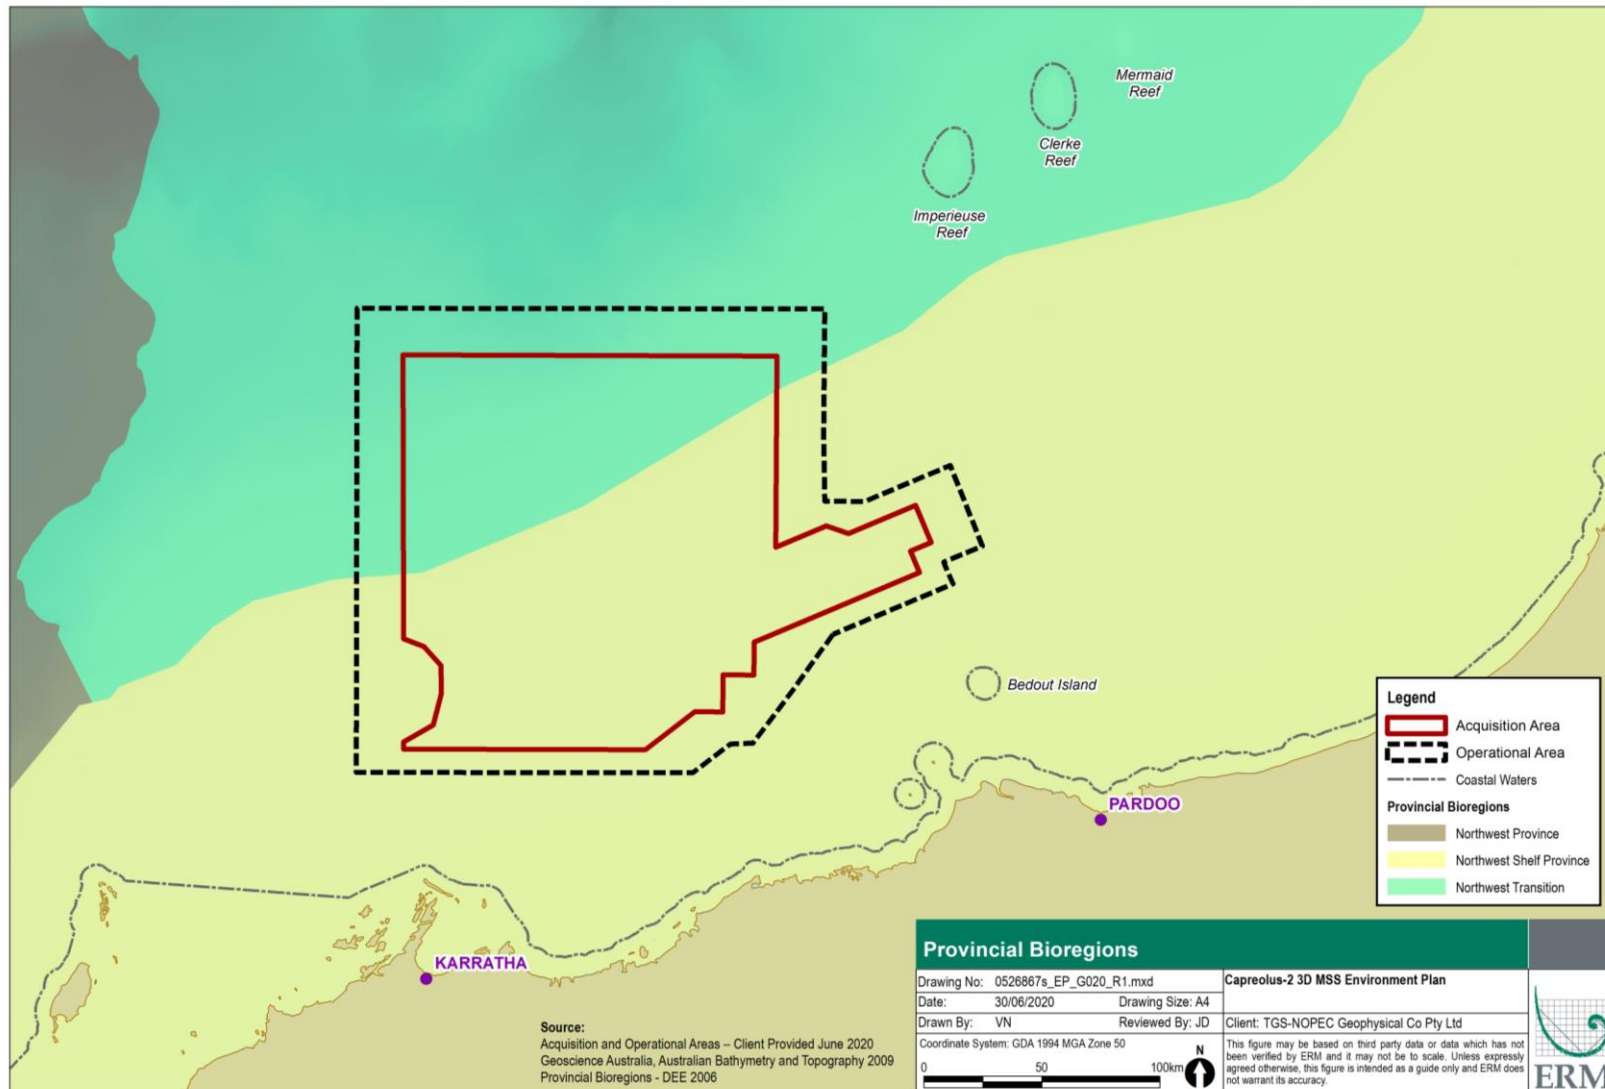 Mermaid
Reef
Clerke
Reef
Imperieuse
Reef
Bedout Island
PARDOO
KARRATHA
Legend
Acquisition Area
Operational Area
Coastal Waters
Provincial Bioregions
Northwest Province
Northwest Shelf Province
Northwest Transition
Source:
Acquisition and Operational Areas – Client Provided June 2020
Geoscience Australia, Australian Bathymetry and Topography 2009
Provincial Bioregions - DEE 2006
Provincial Bioregions
Drawing No: 0526867s_EP_G020_R1.mxd
Capreolus-2 3D MSS Environment Plan
Date: 30/06/2020 Drawing Size: A4
Drawn By: VN Reviewed By: JD
Client: TGS-NOPEC Geophysical Co Pty Ltd
Coordinate System: GDA 1994 MGA Zone 50
0 50 100km
N
This figure may be based on third party data or data which has not
been verified by ERM and it may not be to scale. Unless expressly
agreed otherwise, this figure is intended as a guide only and ERM does
not warrant its accuracy.
ERM